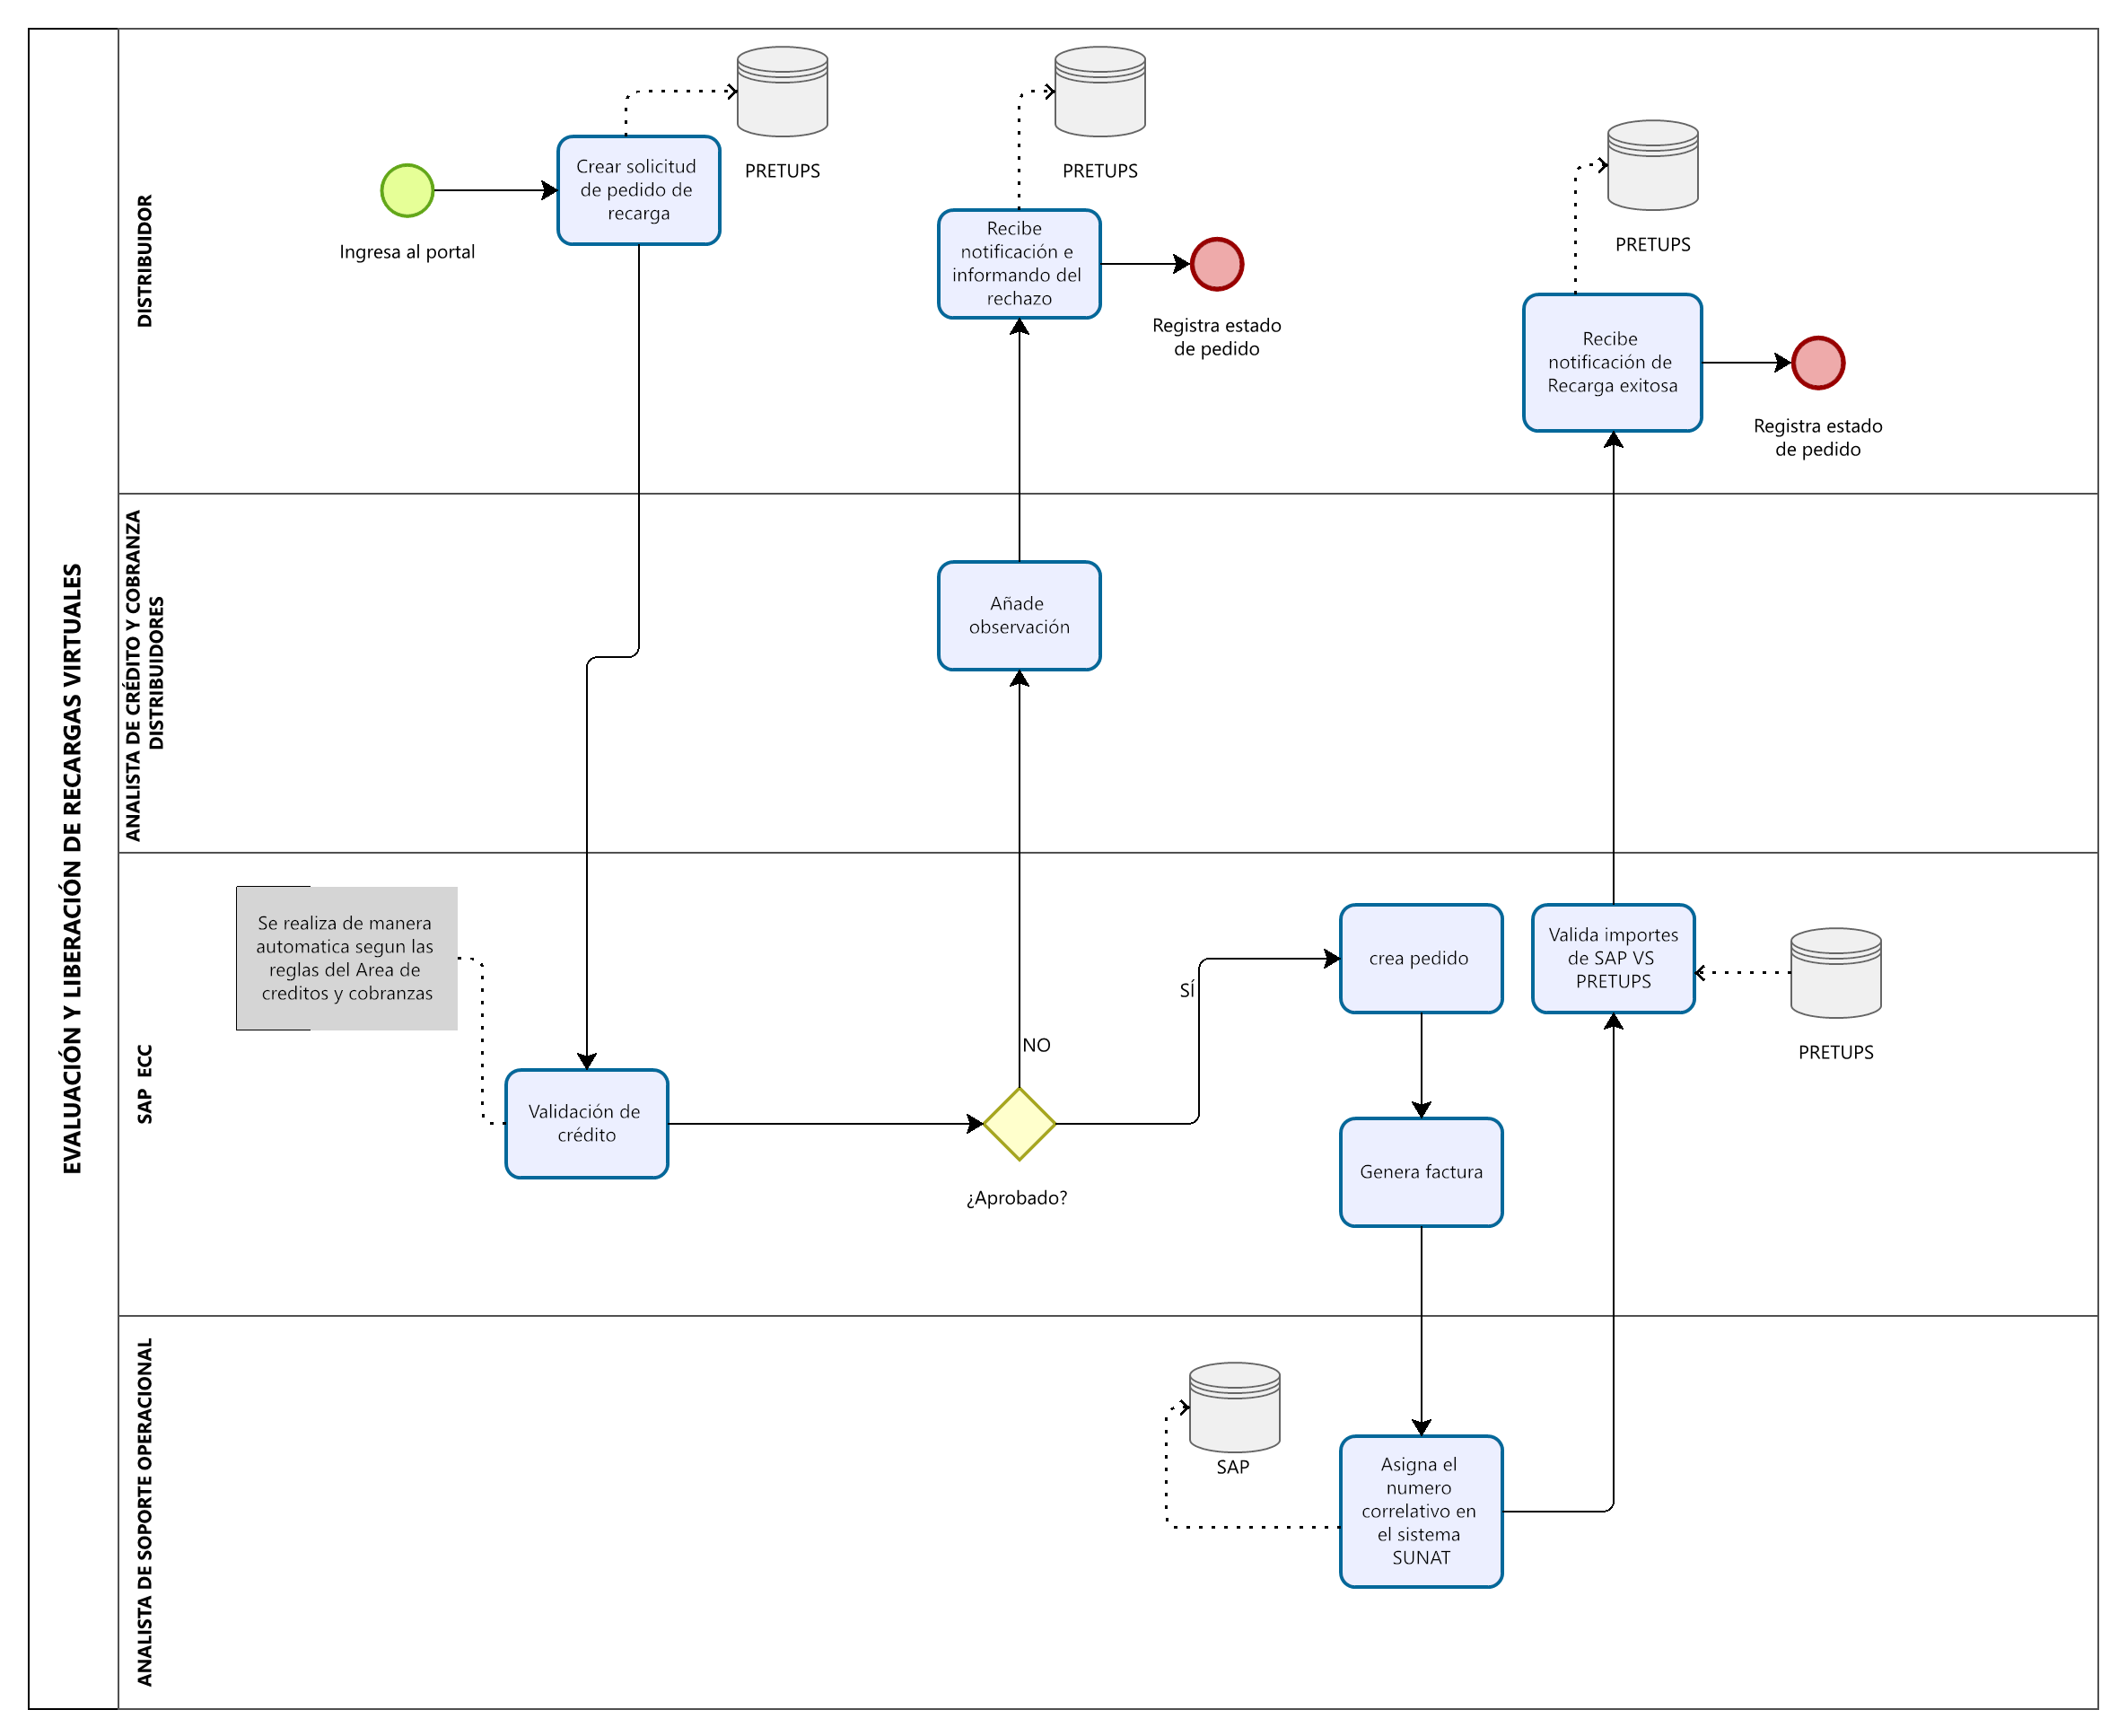 EVALUACIÓN Y LIBERACIÓN DE RECARGAS VIRTUALES
DISTRIBUIDOR
Ingresa al portal
Crear solicitud
de pedido de
recarga
PRETUPS
Recibe
notificación e
informando del
rechazo
PRETUPS
Registra estado
de pedido
PRETUPS
Recibe
notificación de
Recarga exitosa
Registra estado
de pedido
ANALISTA DE CRÉDITO Y COBRANZA
DISTRIBUIDORES
Añade
observación
SAP ECC
Se realiza de manera
automatica segun las
reglas del Area de
creditos y cobranzas
Validación de
crédito
NO
¿Aprobado?
SÍ
crea pedido
Genera factura
Valida importes
de SAP VS
PRETUPS
PRETUPS
ANALISTA DE SOPORTE OPERACIONAL
SAP
Asigna el
numero
correlativo en
el sistema
SUNAT